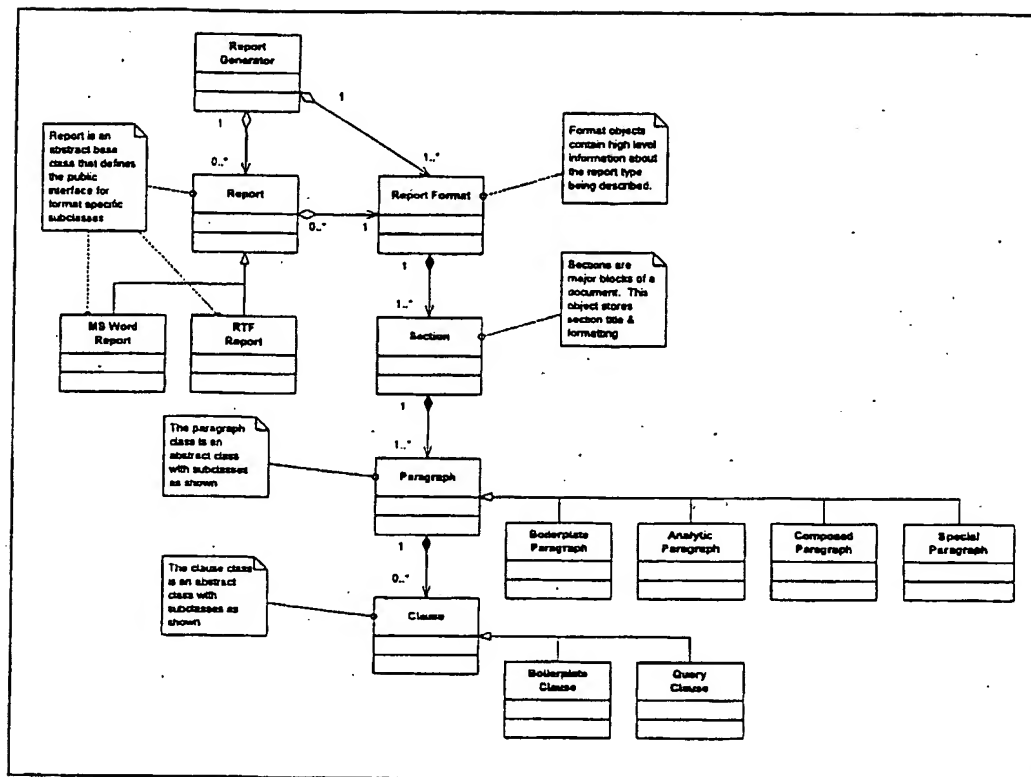 Report
Generator
1
1
Report is an
abstract base
class that defines
the public
interface for
format specific
subclasses
0..*
1..*
Format objects
contain high level
information about
the report type
being described.
Report
Report Format
0..*
1
1
1..*
Sections are
major blocks of a
document. This
object stores
section title &
formatting
MS Word
Report
RTF
Report
Section
1
1..*
The paragraph
class is an
abstract class
with subclasses
as shown
Paragraph
Boilerplate
Paragraph
Analytic
Paragraph
Composed
Paragraph
Special
Paragraph
1
0..*
The clause class
is an abstract
class with
subclasses as
shown
Clause
Boilerplate
Clause
Query
Clause